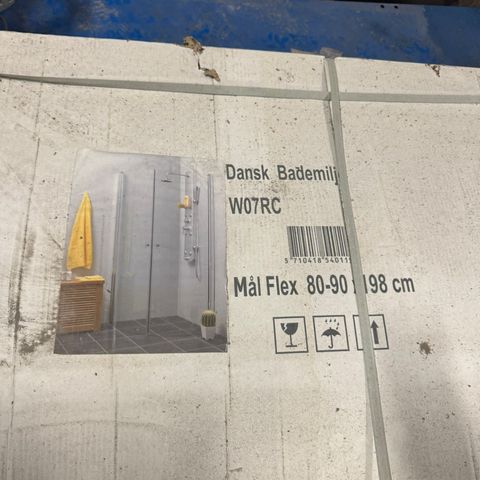 Dansk Bademilj
W07RC
5 710418 54011
Mål Flex 80-90 x 198 cm